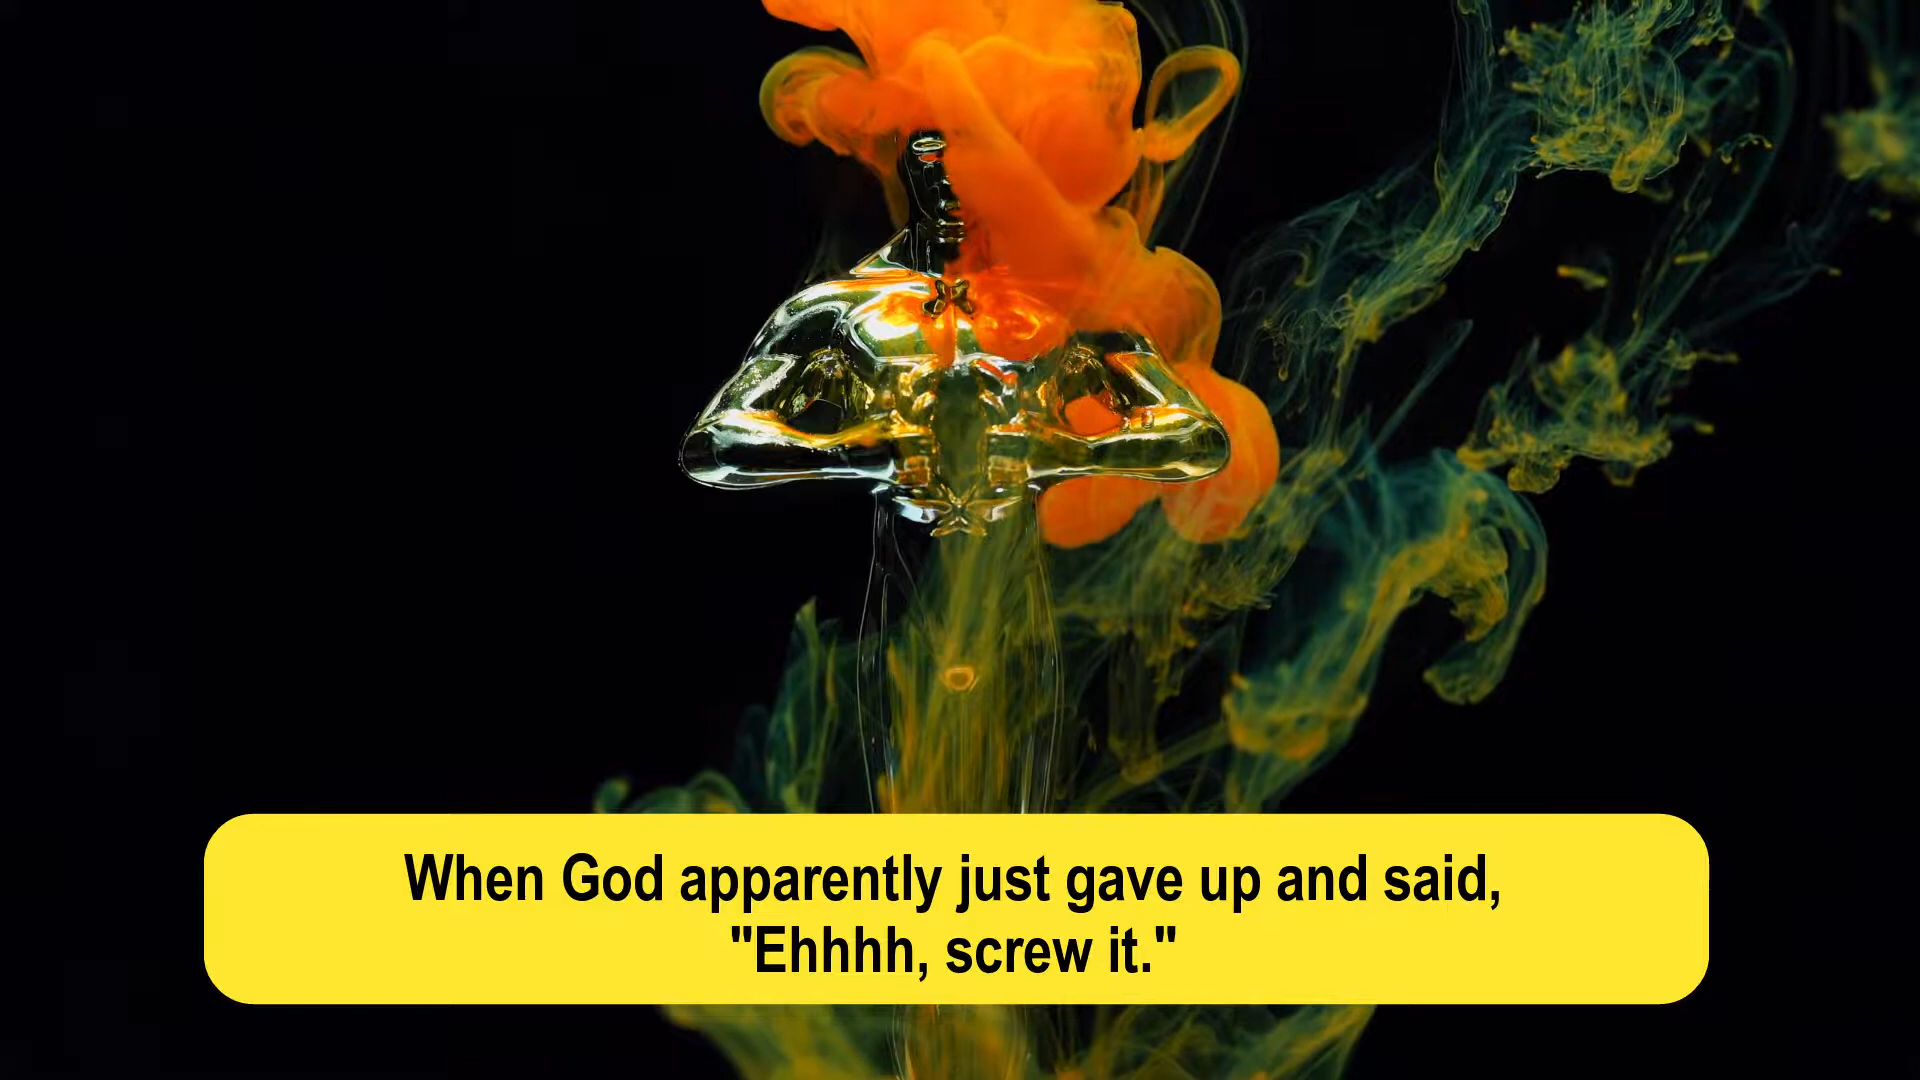 When God apparently just gave up and said,
"Ehhhh, screw it."